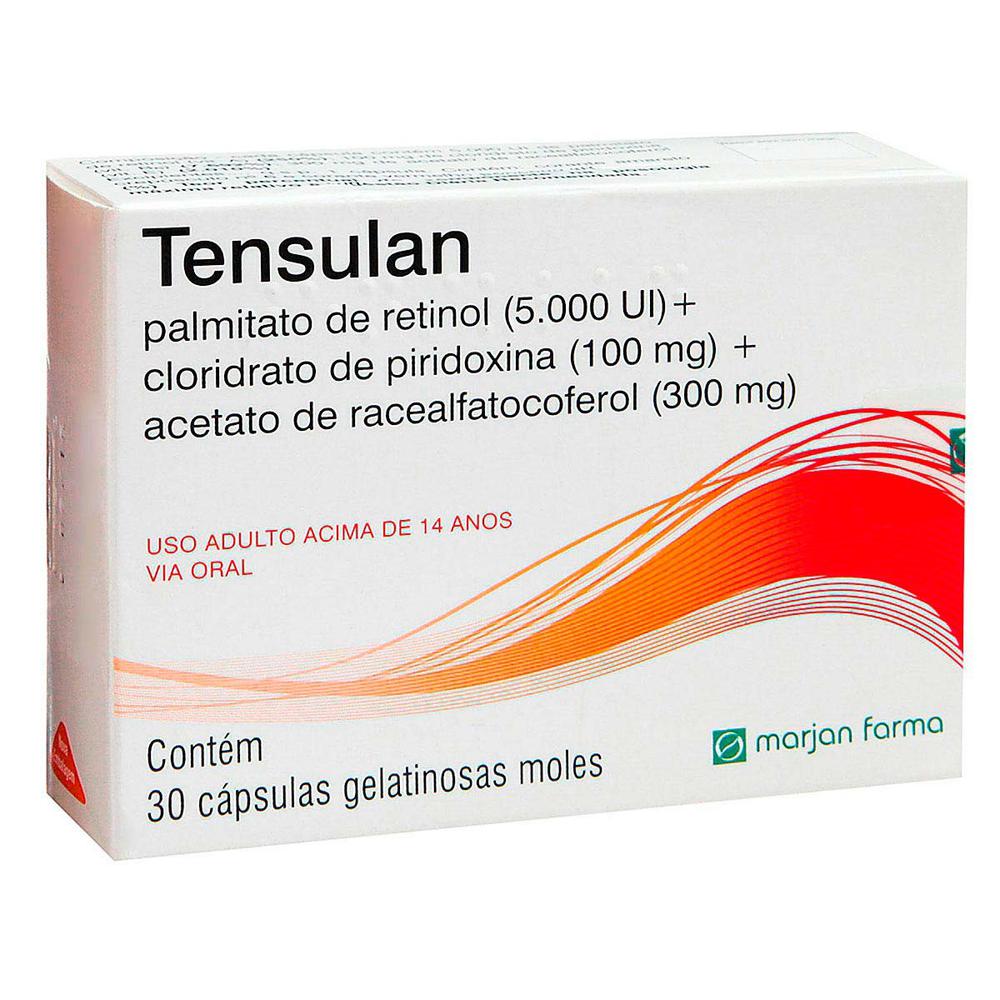 Tensulan
palmitato de retinol (5.000 UI) +
cloridrato de piridoxina (100 mg) +
acetato de racealfatocoferol (300 mg)
USO ADULTO ACIMA DE 14 ANOS
VIA ORAL
Contém
30 cápsulas gelatinosas moles
marjan farma
Nova